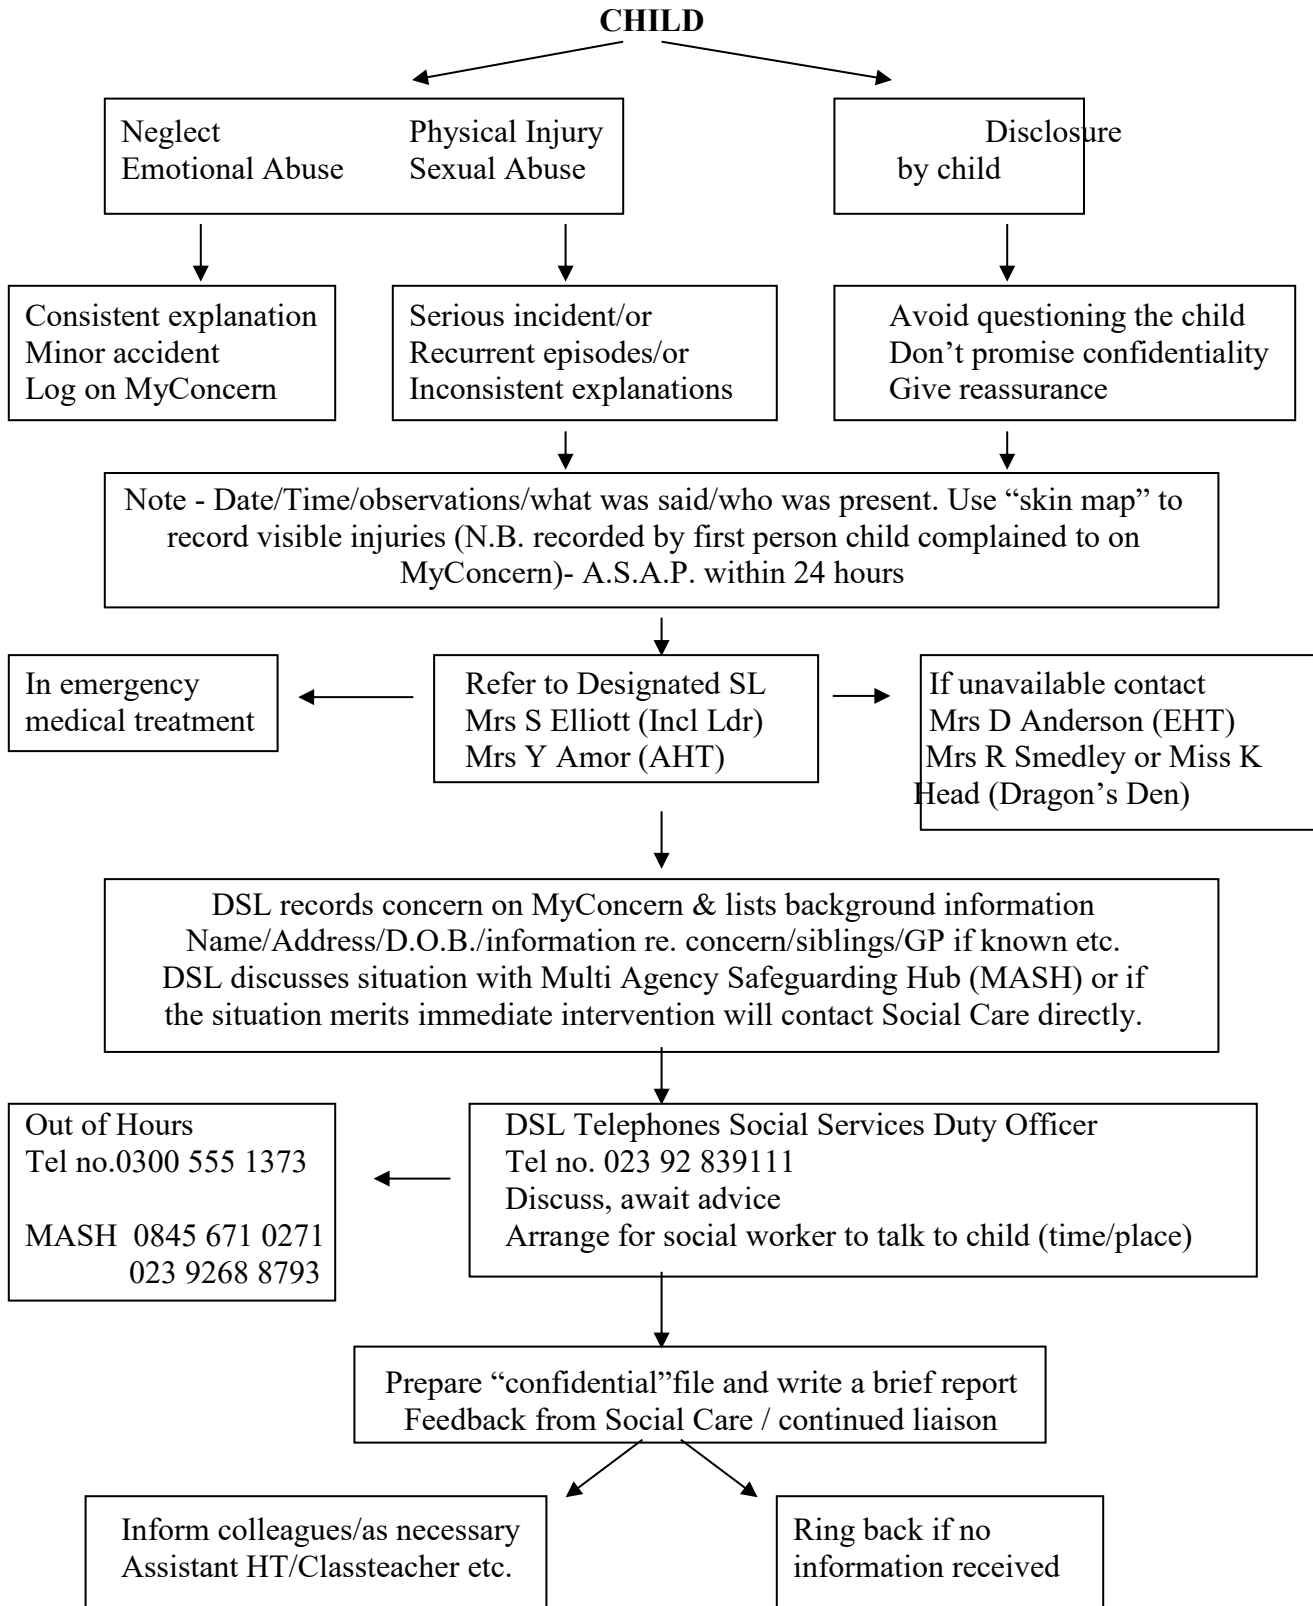 CHILD
Neglect Physical Injury
Emotional Abuse Sexual Abuse
Disclosure
by child
Consistent explanation
Minor accident
Log on MyConcern
Serious incident/or
Recurrent episodes/or
Inconsistent explanations
Avoid questioning the child
Don’t promise confidentiality
Give reassurance
Note - Date/Time/observations/what was said/who was present. Use “skin map” to
record visible injuries (N.B. recorded by first person child complained to on
MyConcern)- A.S.A.P. within 24 hours
In emergency
medical treatment
Refer to Designated SL
Mrs S Elliott (Incl Ldr)
Mrs Y Amor (AHT)
If unavailable contact
Mrs D Anderson (EHT)
Mrs R Smedley or Miss K
Head (Dragon’s Den)
DSL records concern on MyConcern & lists background information
Name/Address/D.O.B./information re. concern/siblings/GP if known etc.
DSL discusses situation with Multi Agency Safeguarding Hub (MASH) or if
the situation merits immediate intervention will contact Social Care directly.
Out of Hours
Tel no.0300 555 1373
MASH 0845 671 0271
023 9268 8793
DSL Telephones Social Services Duty Officer
Tel no. 023 92 839111
Discuss, await advice
Arrange for social worker to talk to child (time/place)
Prepare “confidential”file and write a brief report
Feedback from Social Care / continued liaison
Inform colleagues/as necessary
Assistant HT/Classteacher etc.
Ring back if no
information received